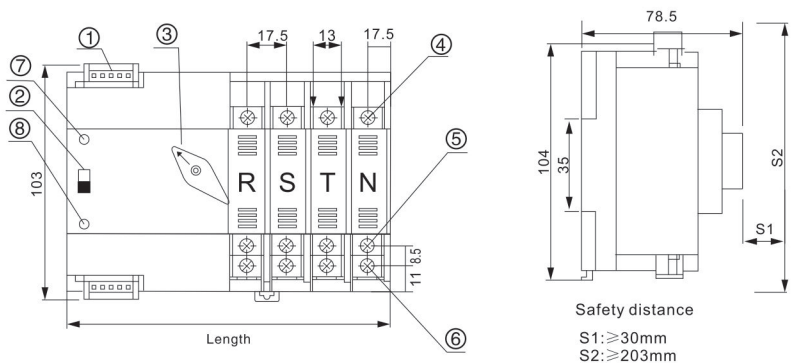 ① ③ 17.5 13 17.5 ④
⑦
②
⑧
103
R S T N
⑤
8.5
11
⑥
Length
78.5
104
35
S2
S1
Safety distance
S1:≥30mm
S2:≥203mm